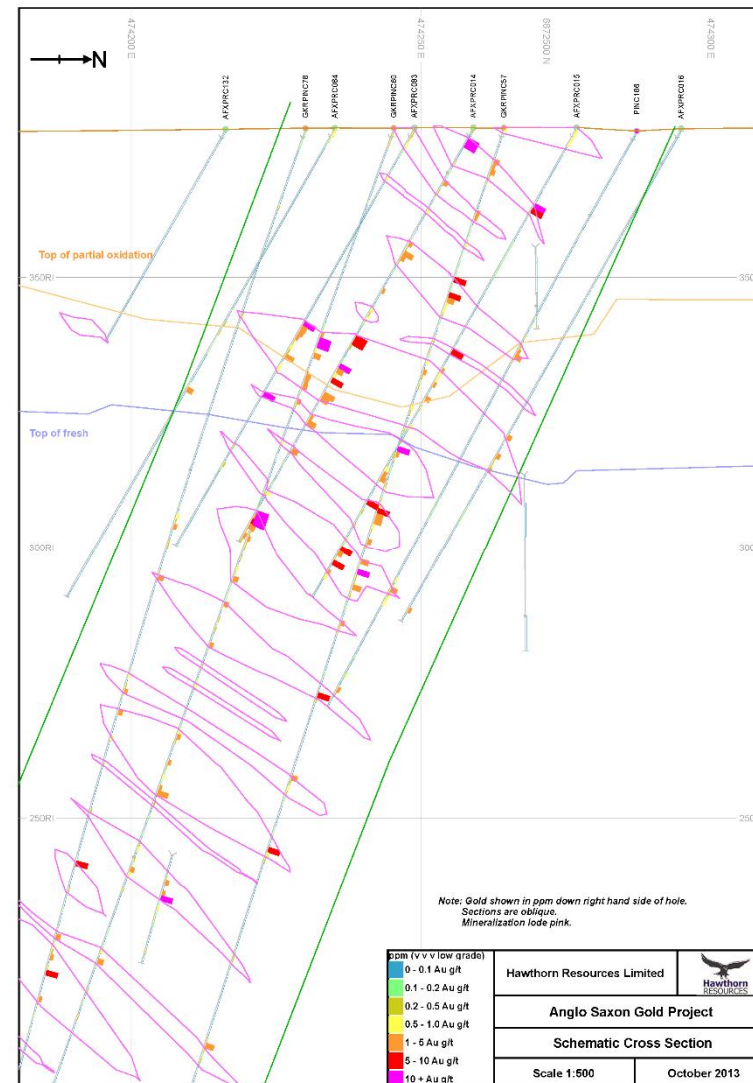 474200 E
474250 E
6672500 N
474300 E
N
AFXPRC132
GKRPINC78
AFXPRC084
GKRPINC60
AFXPRC083
AFXPRC014
GKRPINC57
AFXPRC015
PINC186
AFXPRC016
Top of partial oxidation
350Rl
350
Top of fresh
300Rl
300
250Rl
250
Note: Gold shown in ppm down right hand side of hole.
Sections are oblique.
Mineralization lode pink.
ppm (v v v low grade)
0 - 0.1 Au g/t
0.1 - 0.2 Au g/t
0.2 - 0.5 Au g/t
0.5 - 1.0 Au g/t
1 - 5 Au g/t
5 - 10 Au g/t
10 + Au g/t
Hawthorn Resources Limited
Hawthorn
RESOURCES
Anglo Saxon Gold Project
Schematic Cross Section
Scale 1:500
October 2013